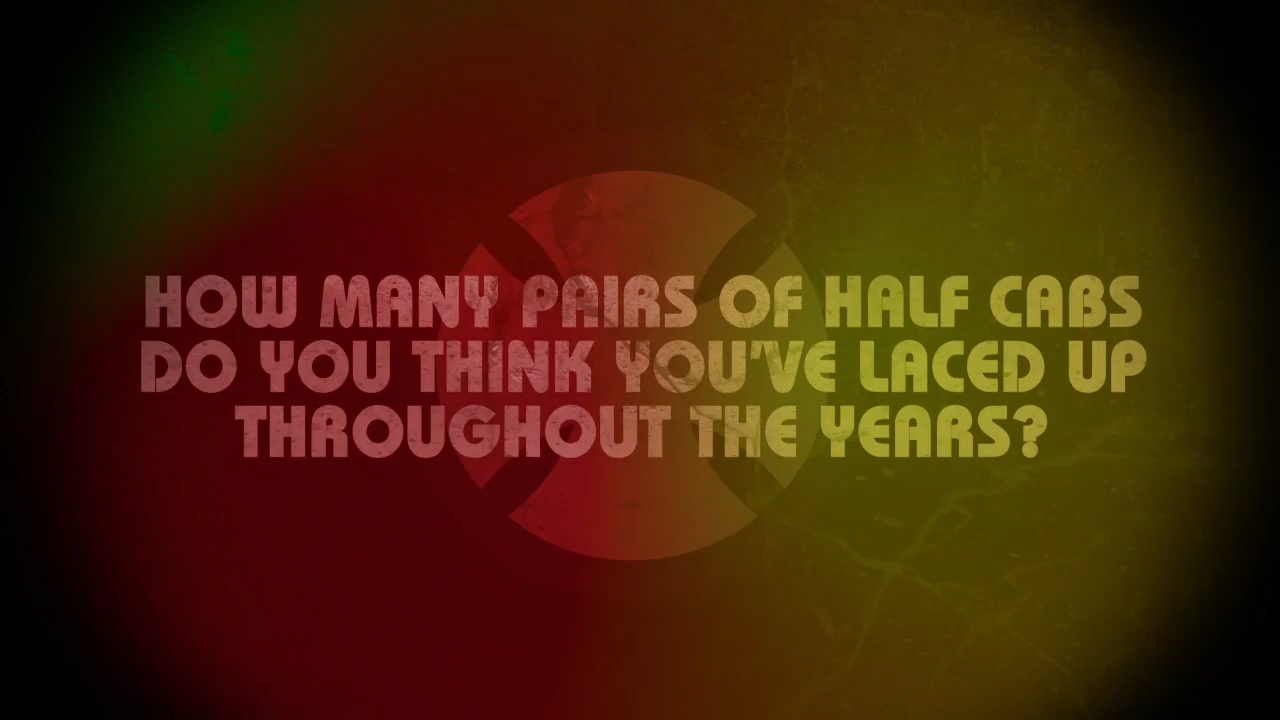 HOW MANY PAIRS OF HALF CABS
DO YOU THINK YOU'VE LACED UP
THROUGHOUT THE YEARS?